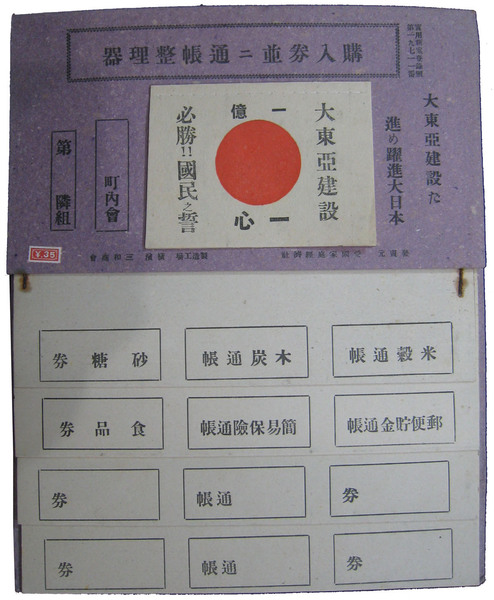 購入券並ニ通帳整理器
大東亞建設だ
進め躍進大日本
大東亞建設
一億
一心
必勝!!國民之誓
町內會
第 隣組
¥35
米穀通帳
木炭通帳
砂糖券
郵便貯金通帳
簡易保險通帳
食品券
券
通帳
券
券
通帳
券